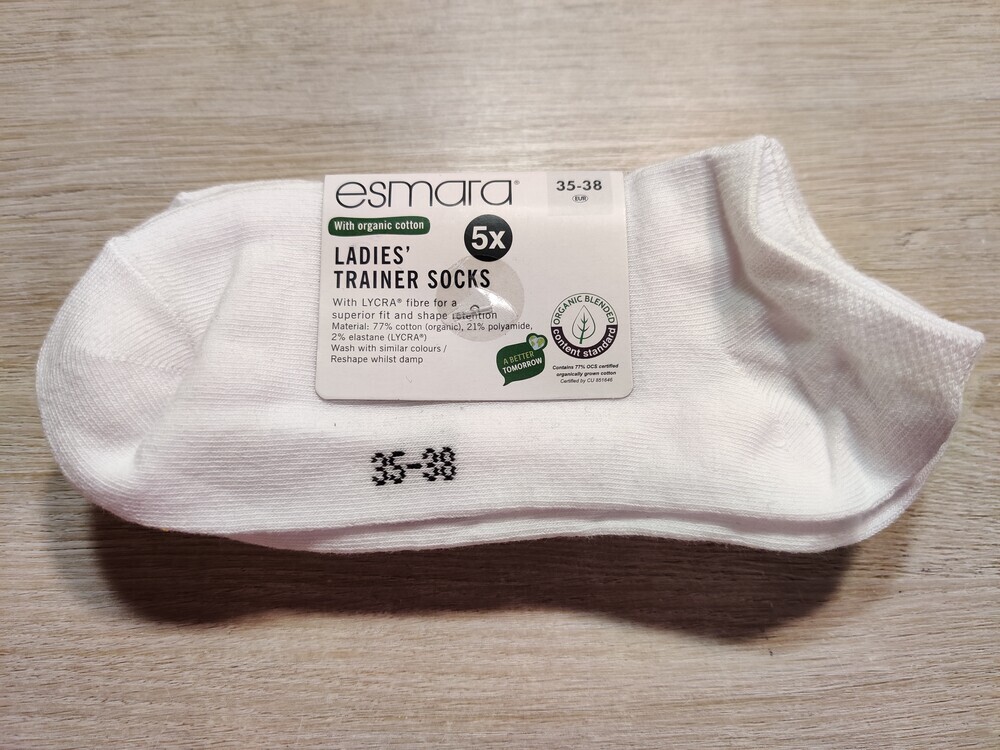 esmara®
35-38
EUR
With organic cotton
5x
LADIES'
TRAINER SOCKS
With LYCRA® fibre for a
superior fit and shape retention
Material: 77% cotton (organic), 21% polyamide,
2% elastane (LYCRA®)
Wash with similar colours /
Reshape whilst damp
A BETTER
TOMORROW
ORGANIC BLENDED
content standard
Contains 77% OCS certified
organically grown cotton
Certified by CU 851646
35-38